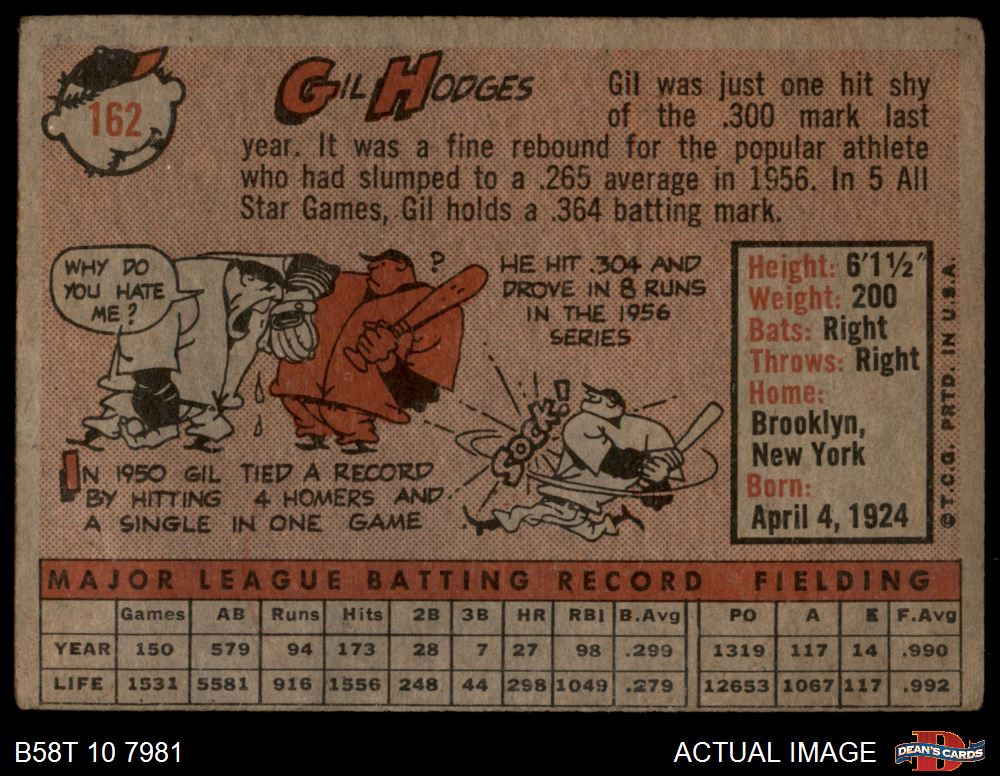 162
GIL HODGES
Gil was just one hit shy
of the .300 mark last
year. It was a fine rebound for the popular athlete
who had slumped to a .265 average in 1956. In 5 All
Star Games, Gil holds a .364 batting mark.
WHY DO
YOU HATE
ME?
?
HE HIT .304 AND
DROVE IN 8 RUNS
IN THE 1956
SERIES
SOCK!
IN 1950 GIL TIED A RECORD
BY HITTING 4 HOMERS AND
A SINGLE IN ONE GAME
Height: 6'1½"
Weight: 200
Bats: Right
Throws: Right
Home:
Brooklyn,
New York
Born:
April 4, 1924
© T.C.G. PRTD. IN U.S.A.
MAJOR LEAGUE BATTING RECORD FIELDING
Games AB Runs Hits 2B 3B HR RBI B.Avg PO A E F.Avg
YEAR 150 579 94 173 28 7 27 98 .299 1319 117 14 .990
LIFE 1531 5581 916 1556 248 44 298 1049 .279 12653 1067 117 .992
B58T 10 7981
ACTUAL IMAGE
DEAN'S CARDS